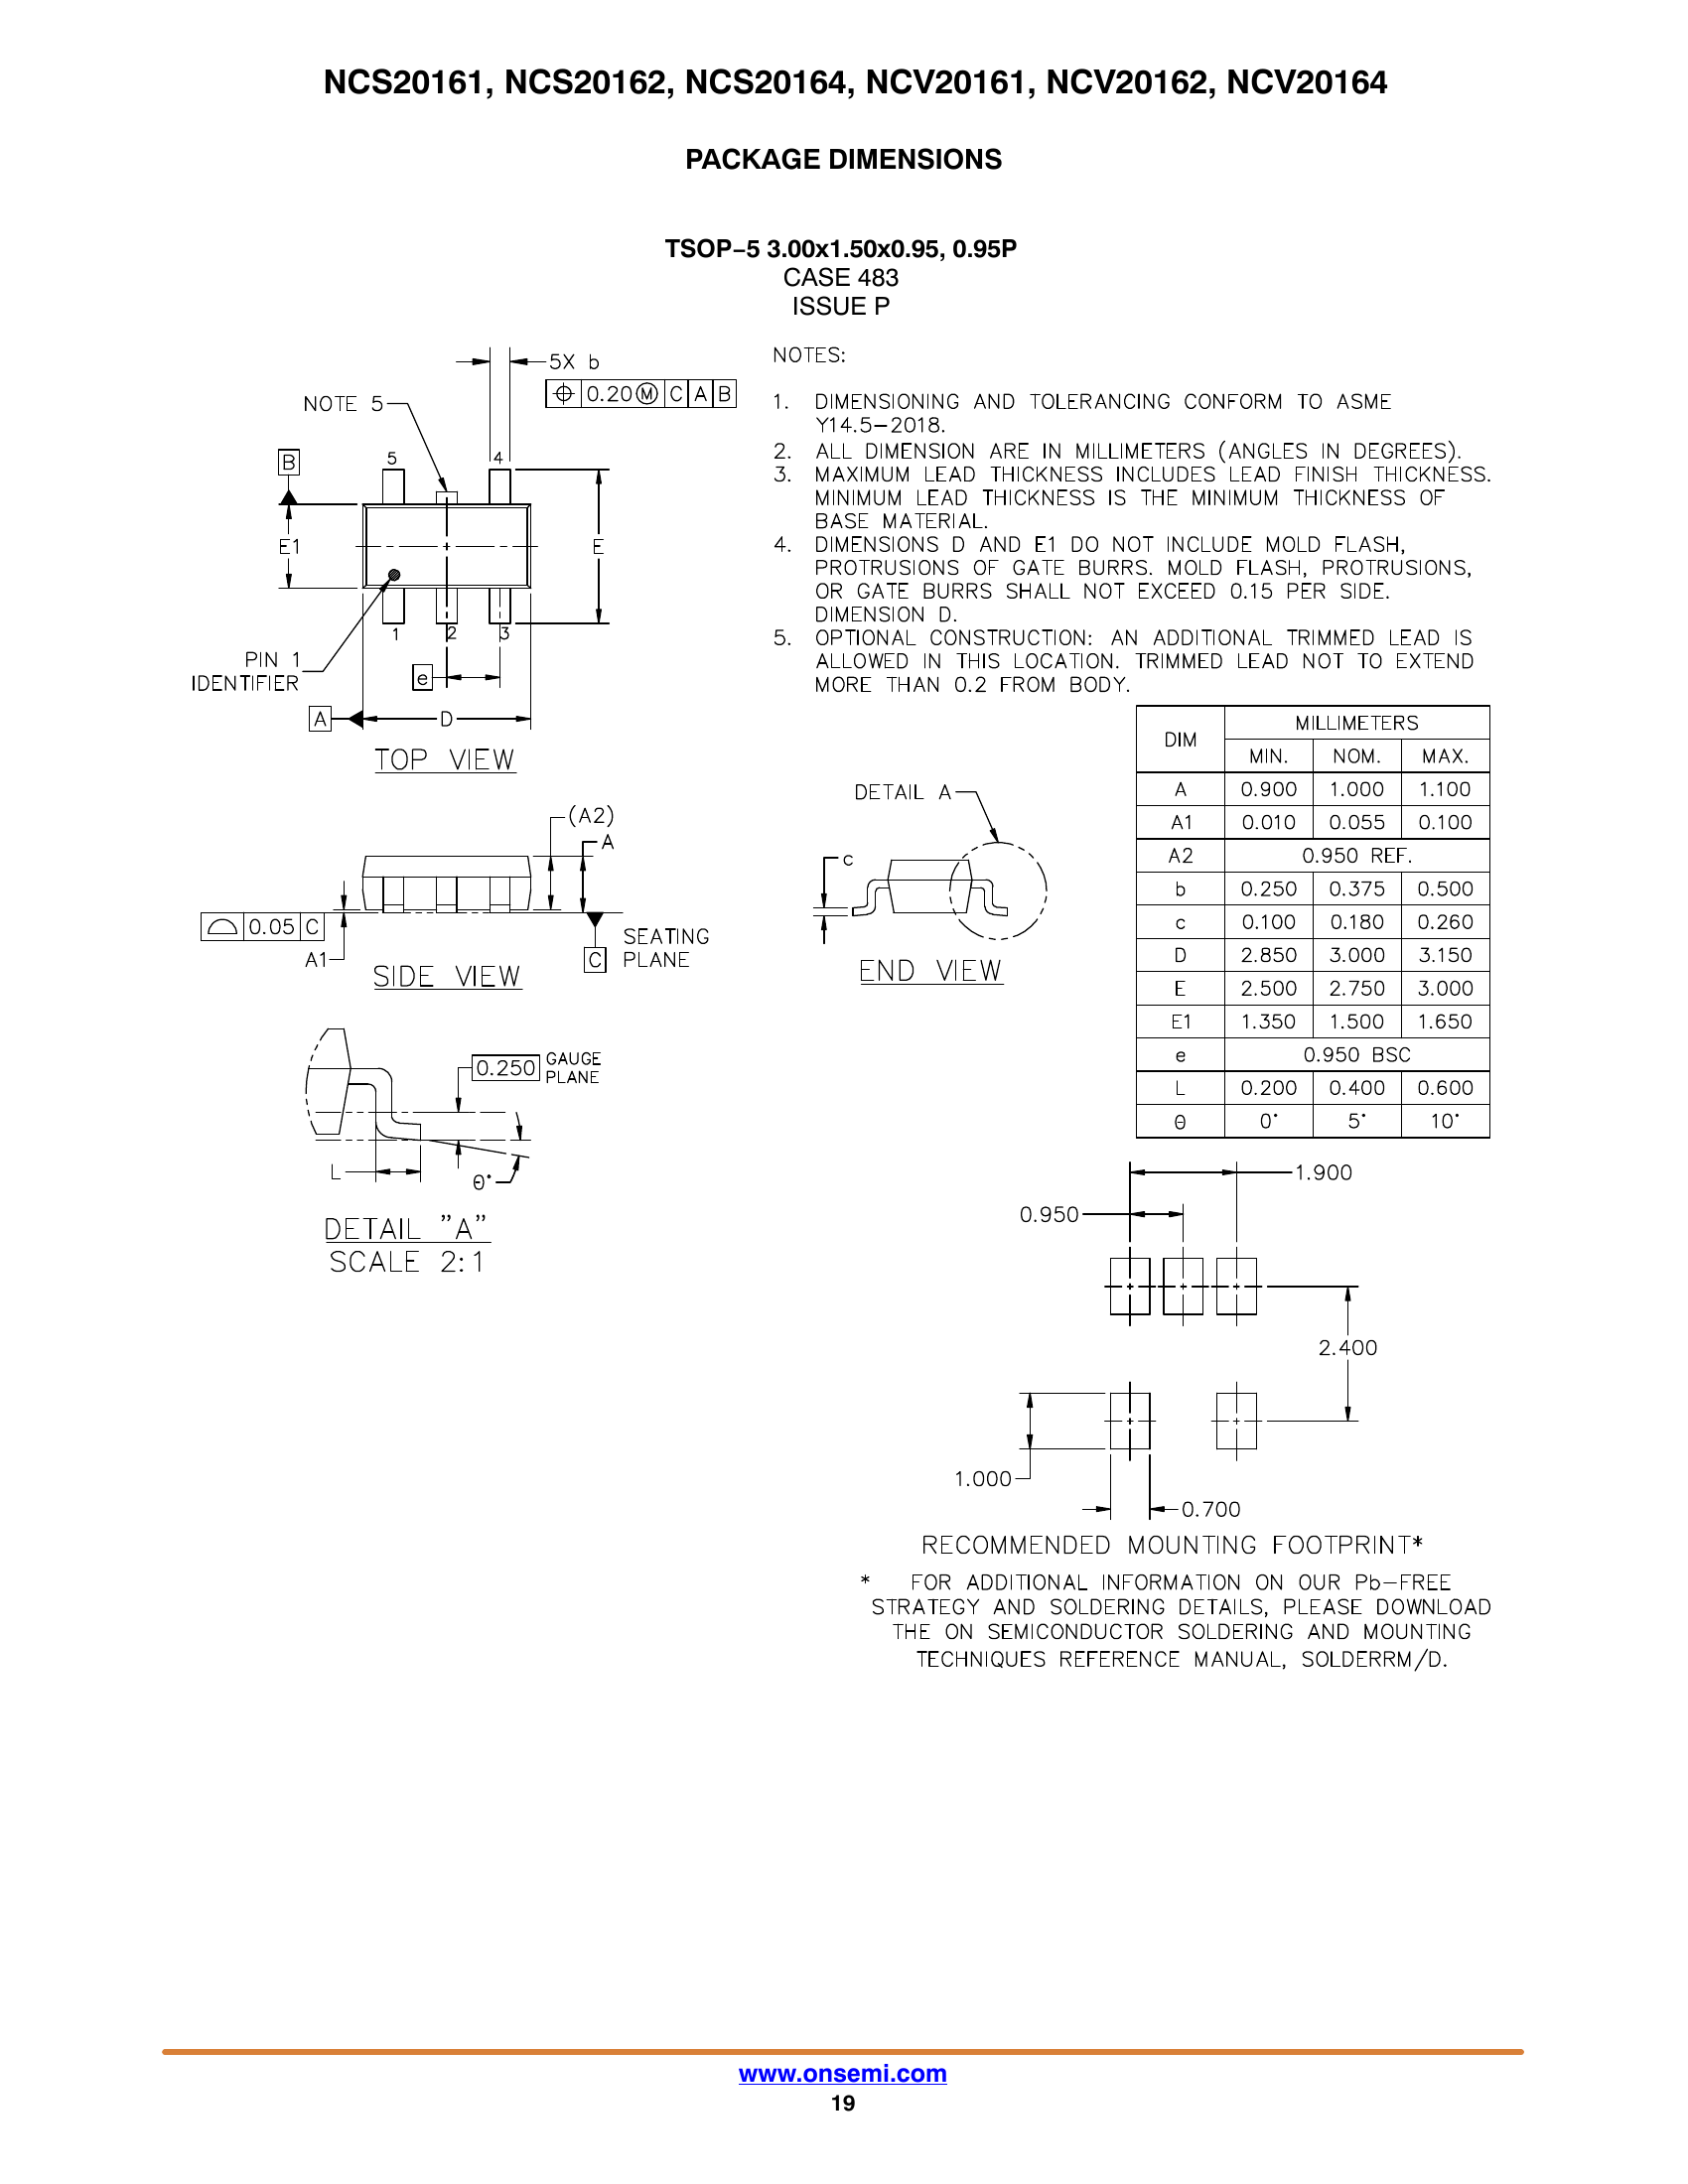 NCS20161, NCS20162, NCS20164, NCV20161, NCV20162, NCV20164
PACKAGE DIMENSIONS
TSOP−5 3.00x1.50x0.95, 0.95P
CASE 483
ISSUE P
5X b
0.20 Ⓜ C A B
NOTE 5
B
5
4
E1
E
1
2
3
PIN 1
IDENTIFIER
e
A
D
TOP VIEW
NOTES:
1. DIMENSIONING AND TOLERANCING CONFORM TO ASME
Y14.5−2018.
2. ALL DIMENSION ARE IN MILLIMETERS (ANGLES IN DEGREES).
3. MAXIMUM LEAD THICKNESS INCLUDES LEAD FINISH THICKNESS.
MINIMUM LEAD THICKNESS IS THE MINIMUM THICKNESS OF
BASE MATERIAL.
4. DIMENSIONS D AND E1 DO NOT INCLUDE MOLD FLASH,
PROTRUSIONS OF GATE BURRS. MOLD FLASH, PROTRUSIONS,
OR GATE BURRS SHALL NOT EXCEED 0.15 PER SIDE.
DIMENSION D.
5. OPTIONAL CONSTRUCTION: AN ADDITIONAL TRIMMED LEAD IS
ALLOWED IN THIS LOCATION. TRIMMED LEAD NOT TO EXTEND
MORE THAN 0.2 FROM BODY.
(A2)
A
0.05 C
A1
C
SEATING
PLANE
SIDE VIEW
DETAIL A
c
END VIEW
DIM MILLIMETERS
MIN. NOM. MAX.
A 0.900 1.000 1.100
A1 0.010 0.055 0.100
A2 0.950 REF.
b 0.250 0.375 0.500
c 0.100 0.180 0.260
D 2.850 3.000 3.150
E 2.500 2.750 3.000
E1 1.350 1.500 1.650
e 0.950 BSC
L 0.200 0.400 0.600
Θ 0° 5° 10°
0.250 GAUGE
PLANE
L
Θ°
DETAIL "A"
SCALE 2:1
1.900
0.950
2.400
1.000
0.700
RECOMMENDED MOUNTING FOOTPRINT*
* FOR ADDITIONAL INFORMATION ON OUR Pb−FREE
STRATEGY AND SOLDERING DETAILS, PLEASE DOWNLOAD
THE ON SEMICONDUCTOR SOLDERING AND MOUNTING
TECHNIQUES REFERENCE MANUAL, SOLDERRM/D.
www.onsemi.com
19